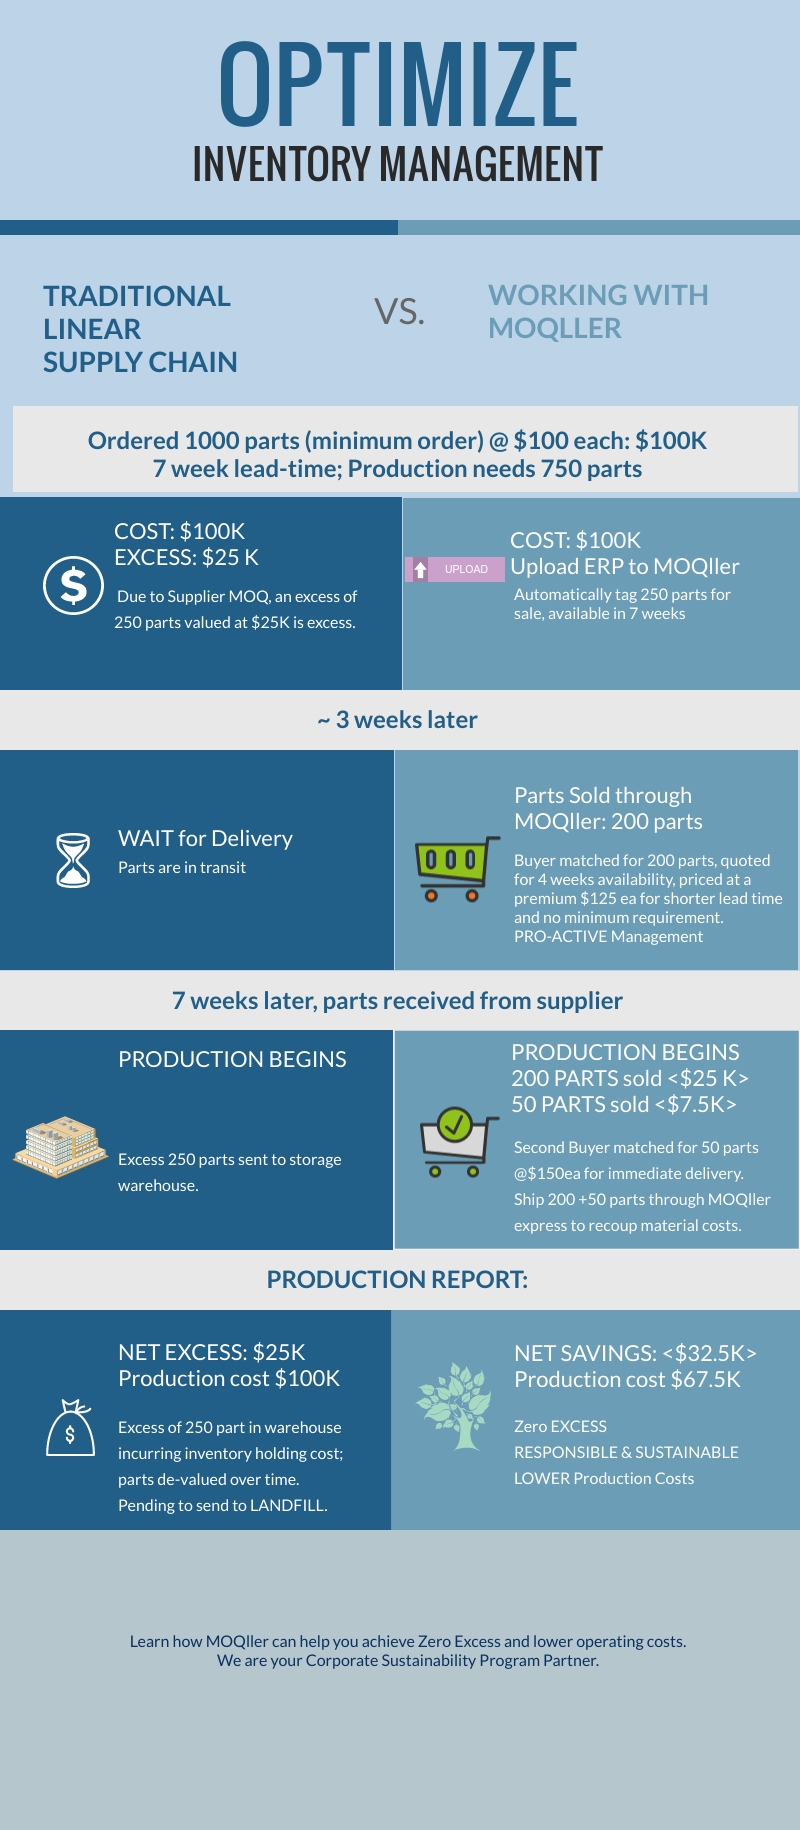 OPTIMIZE
INVENTORY MANAGEMENT
TRADITIONAL
LINEAR
SUPPLY CHAIN
VS.
WORKING WITH
MOQLLER
Ordered 1000 parts (minimum order) @ $100 each: $100K
7 week lead-time; Production needs 750 parts
COST: $100K
EXCESS: $25 K
Due to Supplier MOQ, an excess of
250 parts valued at $25K is excess.
UPLOAD
COST: $100K
Upload ERP to MOQller
Automatically tag 250 parts for
sale, available in 7 weeks
~ 3 weeks later
WAIT for Delivery
Parts are in transit
Parts Sold through
MOQller: 200 parts
Buyer matched for 200 parts, quoted
for 4 weeks availability, priced at a
premium $125 ea for shorter lead time
and no minimum requirement.
PRO-ACTIVE Management
7 weeks later, parts received from supplier
PRODUCTION BEGINS
Excess 250 parts sent to storage
warehouse.
PRODUCTION BEGINS
200 PARTS sold <$25 K>
50 PARTS sold <$7.5K>
Second Buyer matched for 50 parts
@$150ea for immediate delivery.
Ship 200 +50 parts through MOQller
express to recoup material costs.
PRODUCTION REPORT:
NET EXCESS: $25K
Production cost $100K
Excess of 250 part in warehouse
incurring inventory holding cost;
parts de-valued over time.
Pending to send to LANDFILL.
$
NET SAVINGS: <$32.5K>
Production cost $67.5K
Zero EXCESS
RESPONSIBLE & SUSTAINABLE
LOWER Production Costs
Learn how MOQller can help you achieve Zero Excess and lower operating costs.
We are your Corporate Sustainability Program Partner.